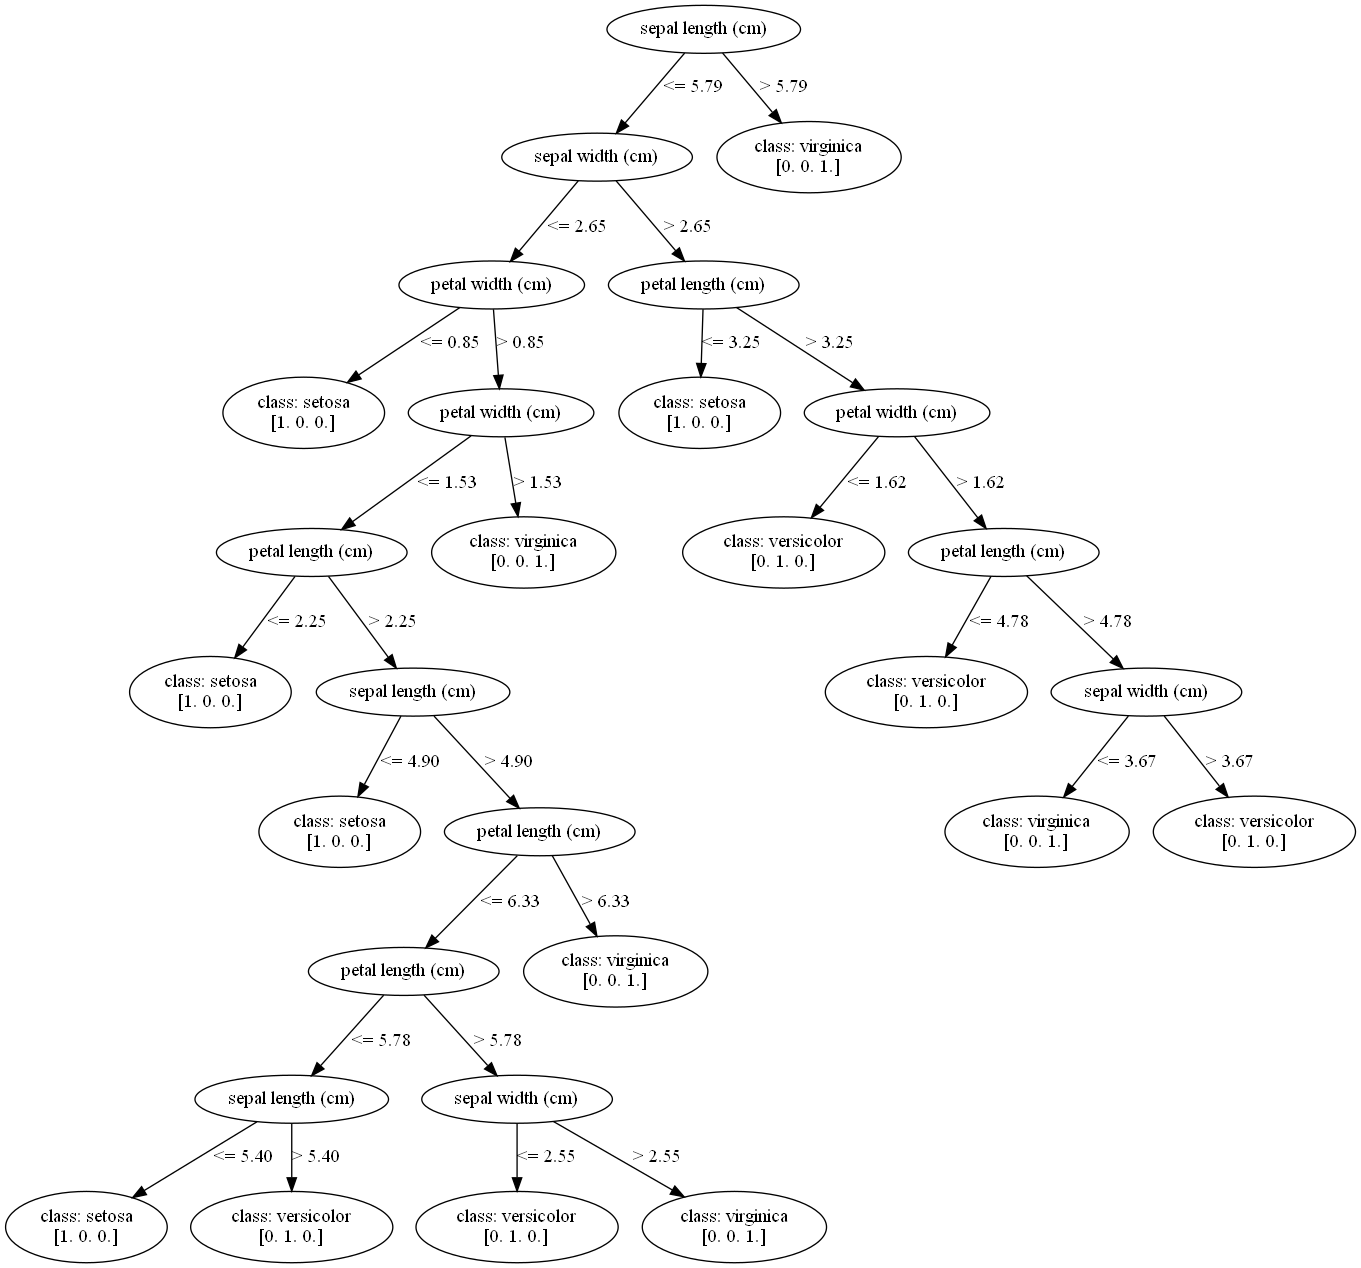 sepal length (cm)
<= 5.79
> 5.79
sepal width (cm)
class: virginica
[0. 0. 1.]
<= 2.65
> 2.65
petal width (cm)
petal length (cm)
<= 0.85
> 0.85
<= 3.25
> 3.25
class: setosa
[1. 0. 0.]
petal width (cm)
class: setosa
[1. 0. 0.]
petal width (cm)
<= 1.53
> 1.53
<= 1.62
> 1.62
petal length (cm)
class: virginica
[0. 0. 1.]
class: versicolor
[0. 1. 0.]
petal length (cm)
<= 2.25
> 2.25
<= 4.78
> 4.78
class: setosa
[1. 0. 0.]
sepal length (cm)
class: versicolor
[0. 1. 0.]
sepal width (cm)
<= 4.90
> 4.90
<= 3.67
> 3.67
class: setosa
[1. 0. 0.]
petal length (cm)
class: virginica
[0. 0. 1.]
class: versicolor
[0. 1. 0.]
<= 6.33
> 6.33
petal length (cm)
class: virginica
[0. 0. 1.]
<= 5.78
> 5.78
sepal length (cm)
sepal width (cm)
<= 5.40
> 5.40
<= 2.55
> 2.55
class: setosa
[1. 0. 0.]
class: versicolor
[0. 1. 0.]
class: versicolor
[0. 1. 0.]
class: virginica
[0. 0. 1.]